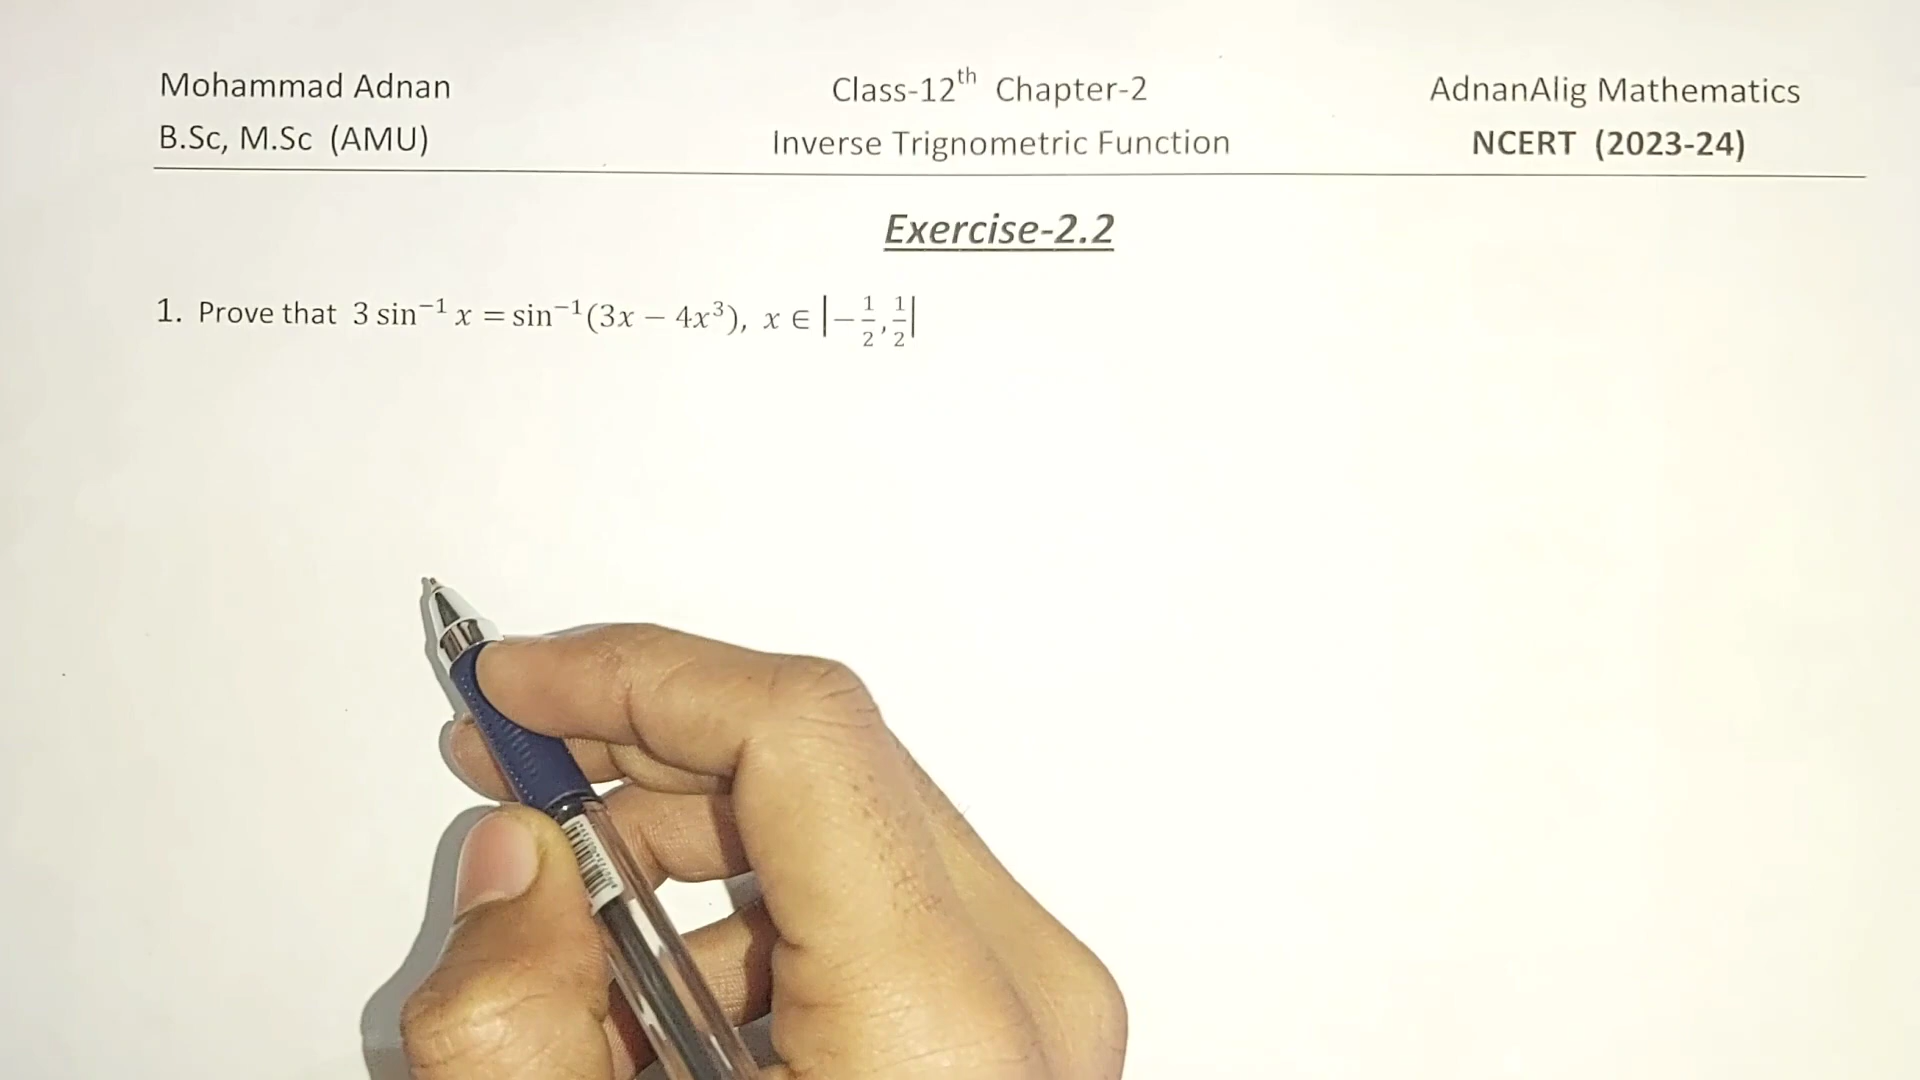 Mohammad Adnan
B.Sc, M.Sc (AMU)
Class-12th Chapter-2
Inverse Trignometric Function
AdnanAlig Mathematics
NCERT (2023-24)
Exercise-2.2
1. Prove that 3 sin⁻¹ x = sin⁻¹(3x − 4x³), x ∈ |−1/2, 1/2|